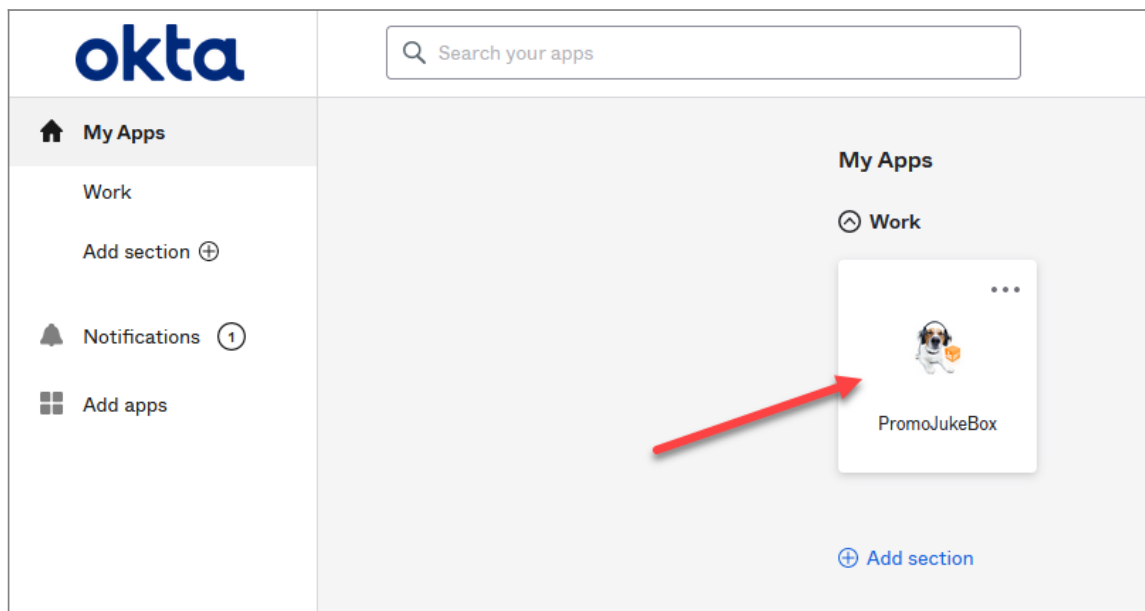 okta
Search your apps
My Apps
Work
Add section
Notifications 1
Add apps
My Apps
Work
PromoJukeBox
Add section